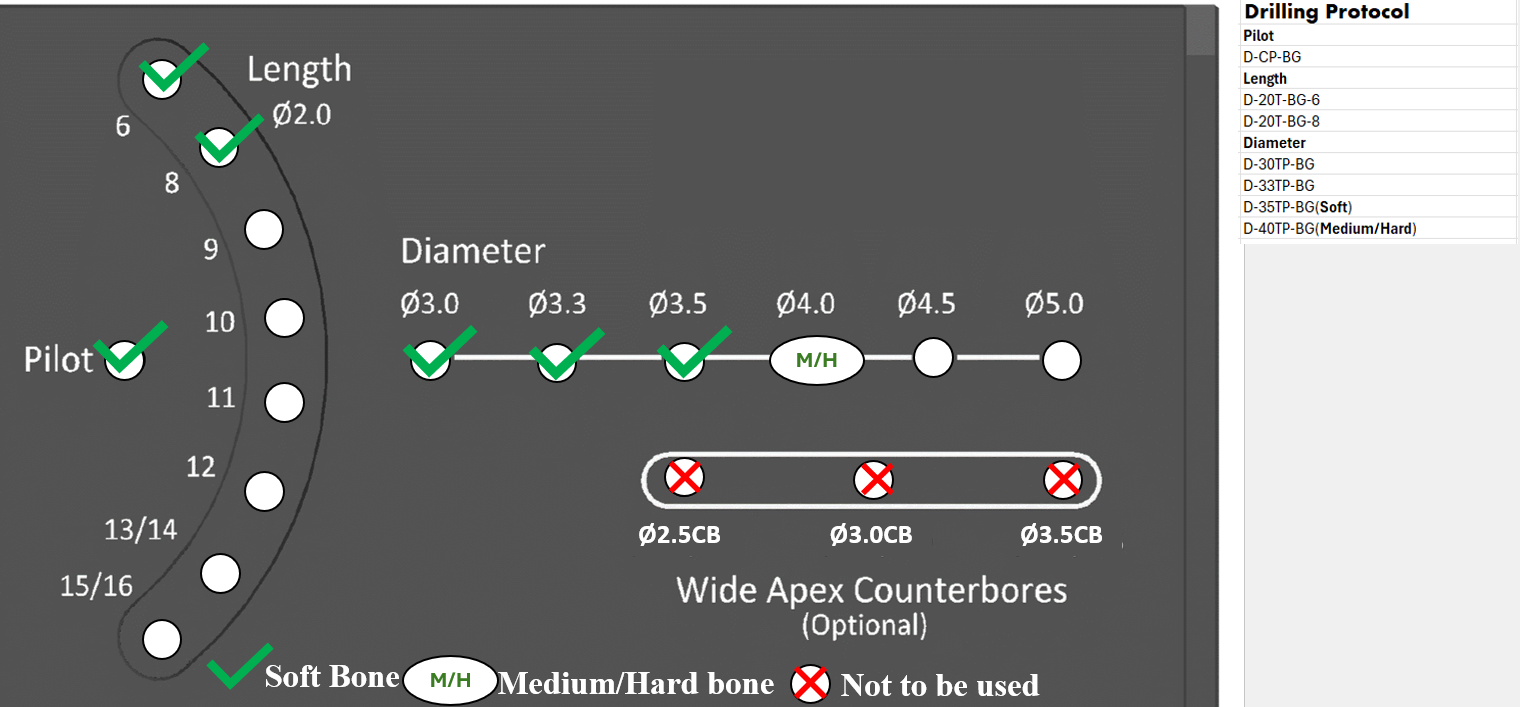 Length
Ø2.0
6
8
9
10
11
12
13/14
15/16
Pilot
Diameter
Ø3.0 Ø3.3 Ø3.5 Ø4.0 Ø4.5 Ø5.0
M/H
Ø2.5CB Ø3.0CB Ø3.5CB
Wide Apex Counterbores
(Optional)
Soft Bone M/H Medium/Hard bone Not to be used
Drilling Protocol
Pilot
D-CP-BG
Length
D-20T-BG-6
D-20T-BG-8
Diameter
D-30TP-BG
D-33TP-BG
D-35TP-BG(Soft)
D-40TP-BG(Medium/Hard)